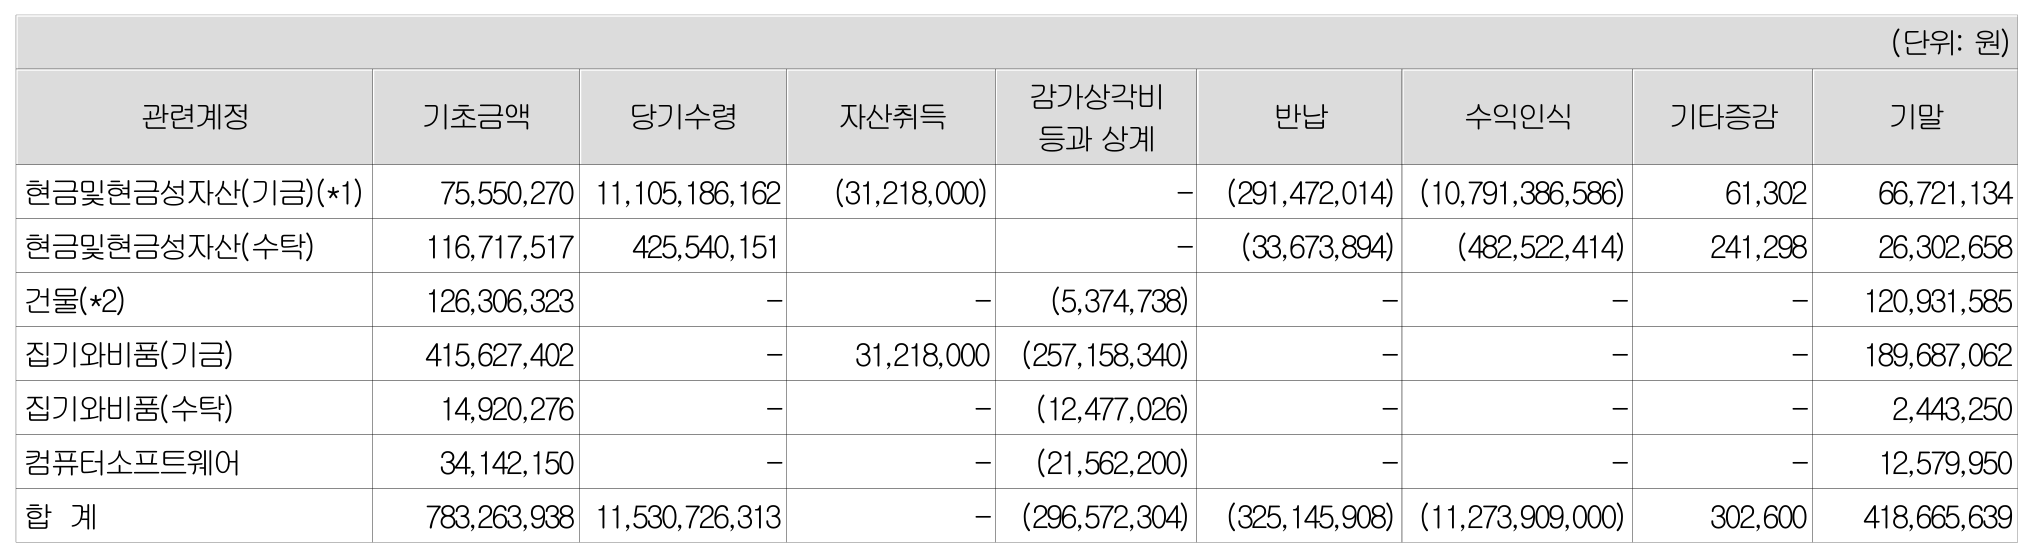 (단위: 원)
관련계정 기초금액 당기수령 자산취득 감가상각비 등과 상계 반납 수익인식 기타증감 기말
현금및현금성자산(기금)(*1) 75,550,270 11,105,186,162 (31,218,000) - (291,472,014) (10,791,386,586) 61,302 66,721,134
현금및현금성자산(수탁) 116,717,517 425,540,151 - (33,673,894) (482,522,414) 241,298 26,302,658
건물(*2) 126,306,323 - - (5,374,738) - - - 120,931,585
집기와비품(기금) 415,627,402 - 31,218,000 (257,158,340) - - - 189,687,062
집기와비품(수탁) 14,920,276 - - (12,477,026) - - - 2,443,250
컴퓨터소프트웨어 34,142,150 - - (21,562,200) - - - 12,579,950
합 계 783,263,938 11,530,726,313 - (296,572,304) (325,145,908) (11,273,909,000) 302,600 418,665,639